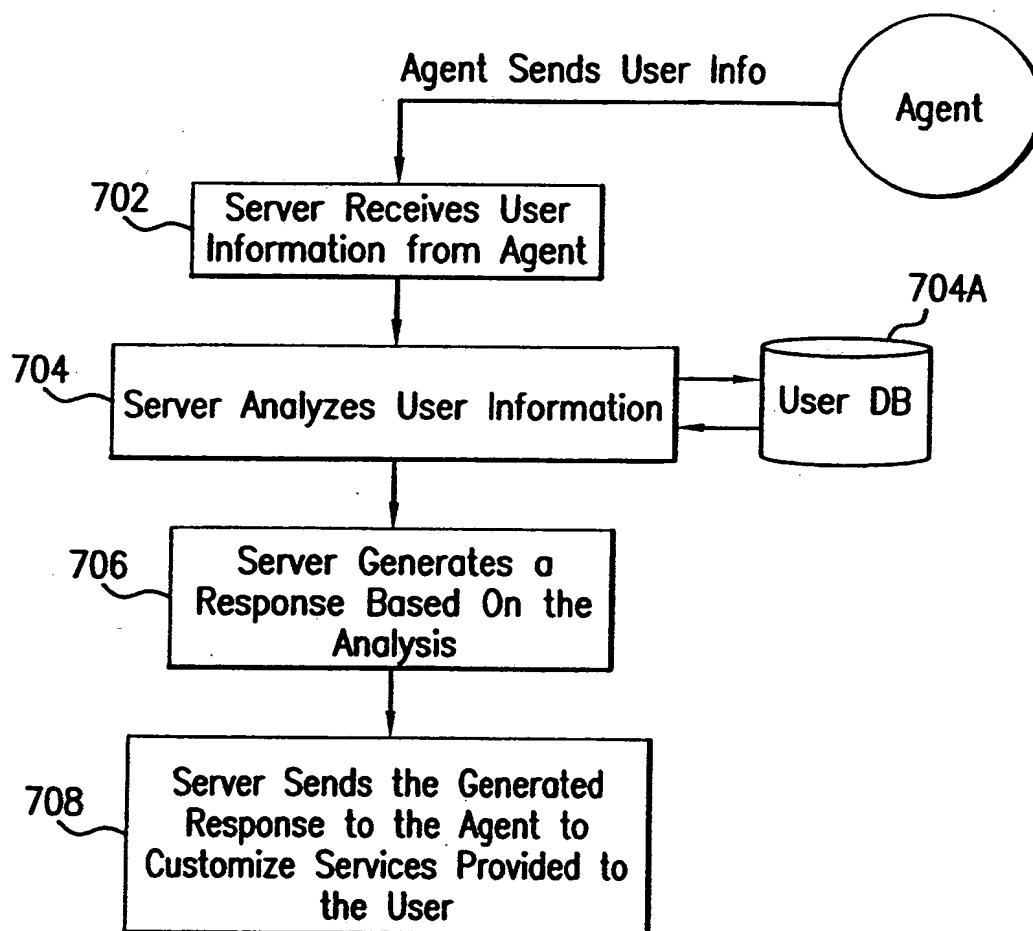 Agent Sends User Info
Agent
702
Server Receives User
Information from Agent
704A
704
Server Analyzes User Information
User DB
706
Server Generates a
Response Based On the
Analysis
708
Server Sends the Generated
Response to the Agent to
Customize Services Provided to
the User